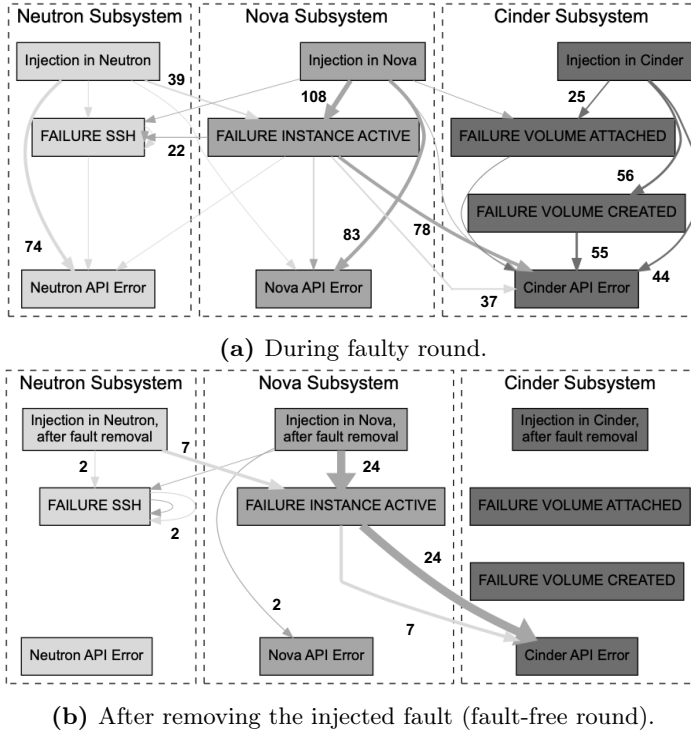 Neutron Subsystem Nova Subsystem Cinder Subsystem
Injection in Neutron Injection in Nova Injection in Cinder
39 108 25
FAILURE SSH FAILURE INSTANCE ACTIVE FAILURE VOLUME ATTACHED
22
56
FAILURE VOLUME CREATED
74 83 78 55
44
Neutron API Error Nova API Error Cinder API Error
37
(a) During faulty round.
Neutron Subsystem Nova Subsystem Cinder Subsystem
Injection in Neutron, Injection in Nova, Injection in Cinder,
after fault removal after fault removal after fault removal
7
2 24
FAILURE SSH FAILURE INSTANCE ACTIVE FAILURE VOLUME ATTACHED
2
24
FAILURE VOLUME CREATED
2
7
Neutron API Error Nova API Error Cinder API Error
(b) After removing the injected fault (fault-free round).